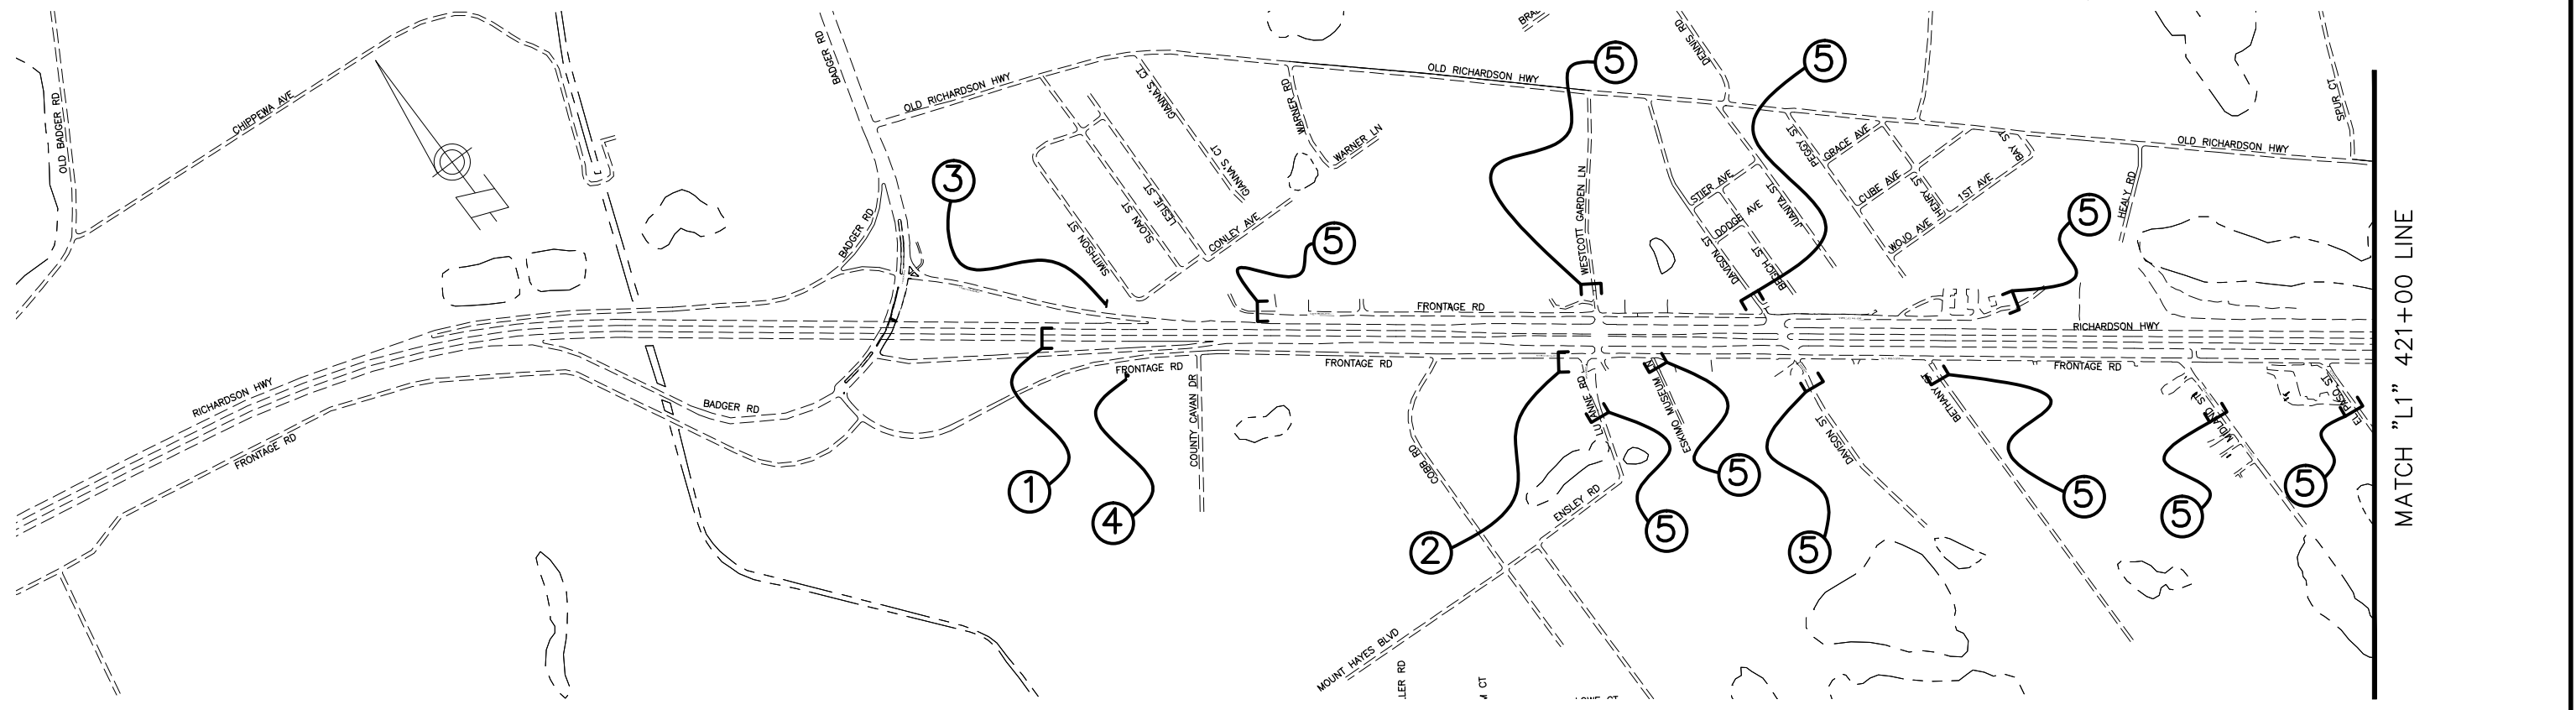 OLD BADGER RD
CHIPPEWA AVE
BADGER RD
OLD RICHARDSON HWY
GIANNA'S CT
GIANNA'S CT
GIANNA'S CT
WARNER RD
WARNER LN
OLD RICHARDSON HWY
DENNIS RD
5
5
SPUR CT
OLD RICHARDSON HWY
3
BADGER RD
SMITHSON ST
SLOAN ST
LESLIE ST
CONLEY AVE
5
WESTCOTT GARDEN LN
STIER AVE
DODGE AVE
DAVISON ST
JUANITA ST
PEGGY ST
GRACE AVE
CUBE AVE
HENRY ST
1ST AVE
BAY ST
WOJO AVE
HEALY RD
5
FRONTAGE RD
RICHARDSON HWY
FRONTAGE RD
FRONTAGE RD
FRONTAGE RD
RICHARDSON HWY
FRONTAGE RD
BADGER RD
COUNTY CAVAN DR
COBB RD
ESKIMO MUSEUM
DAVISON ST
BETHANY ST
MIDLAND ST
EL PASO ST
ENSLEY RD
MOUNT HAYES BLVD
1
4
2
5
5
5
5
5
5
MATCH "L1" 421+00 LINE